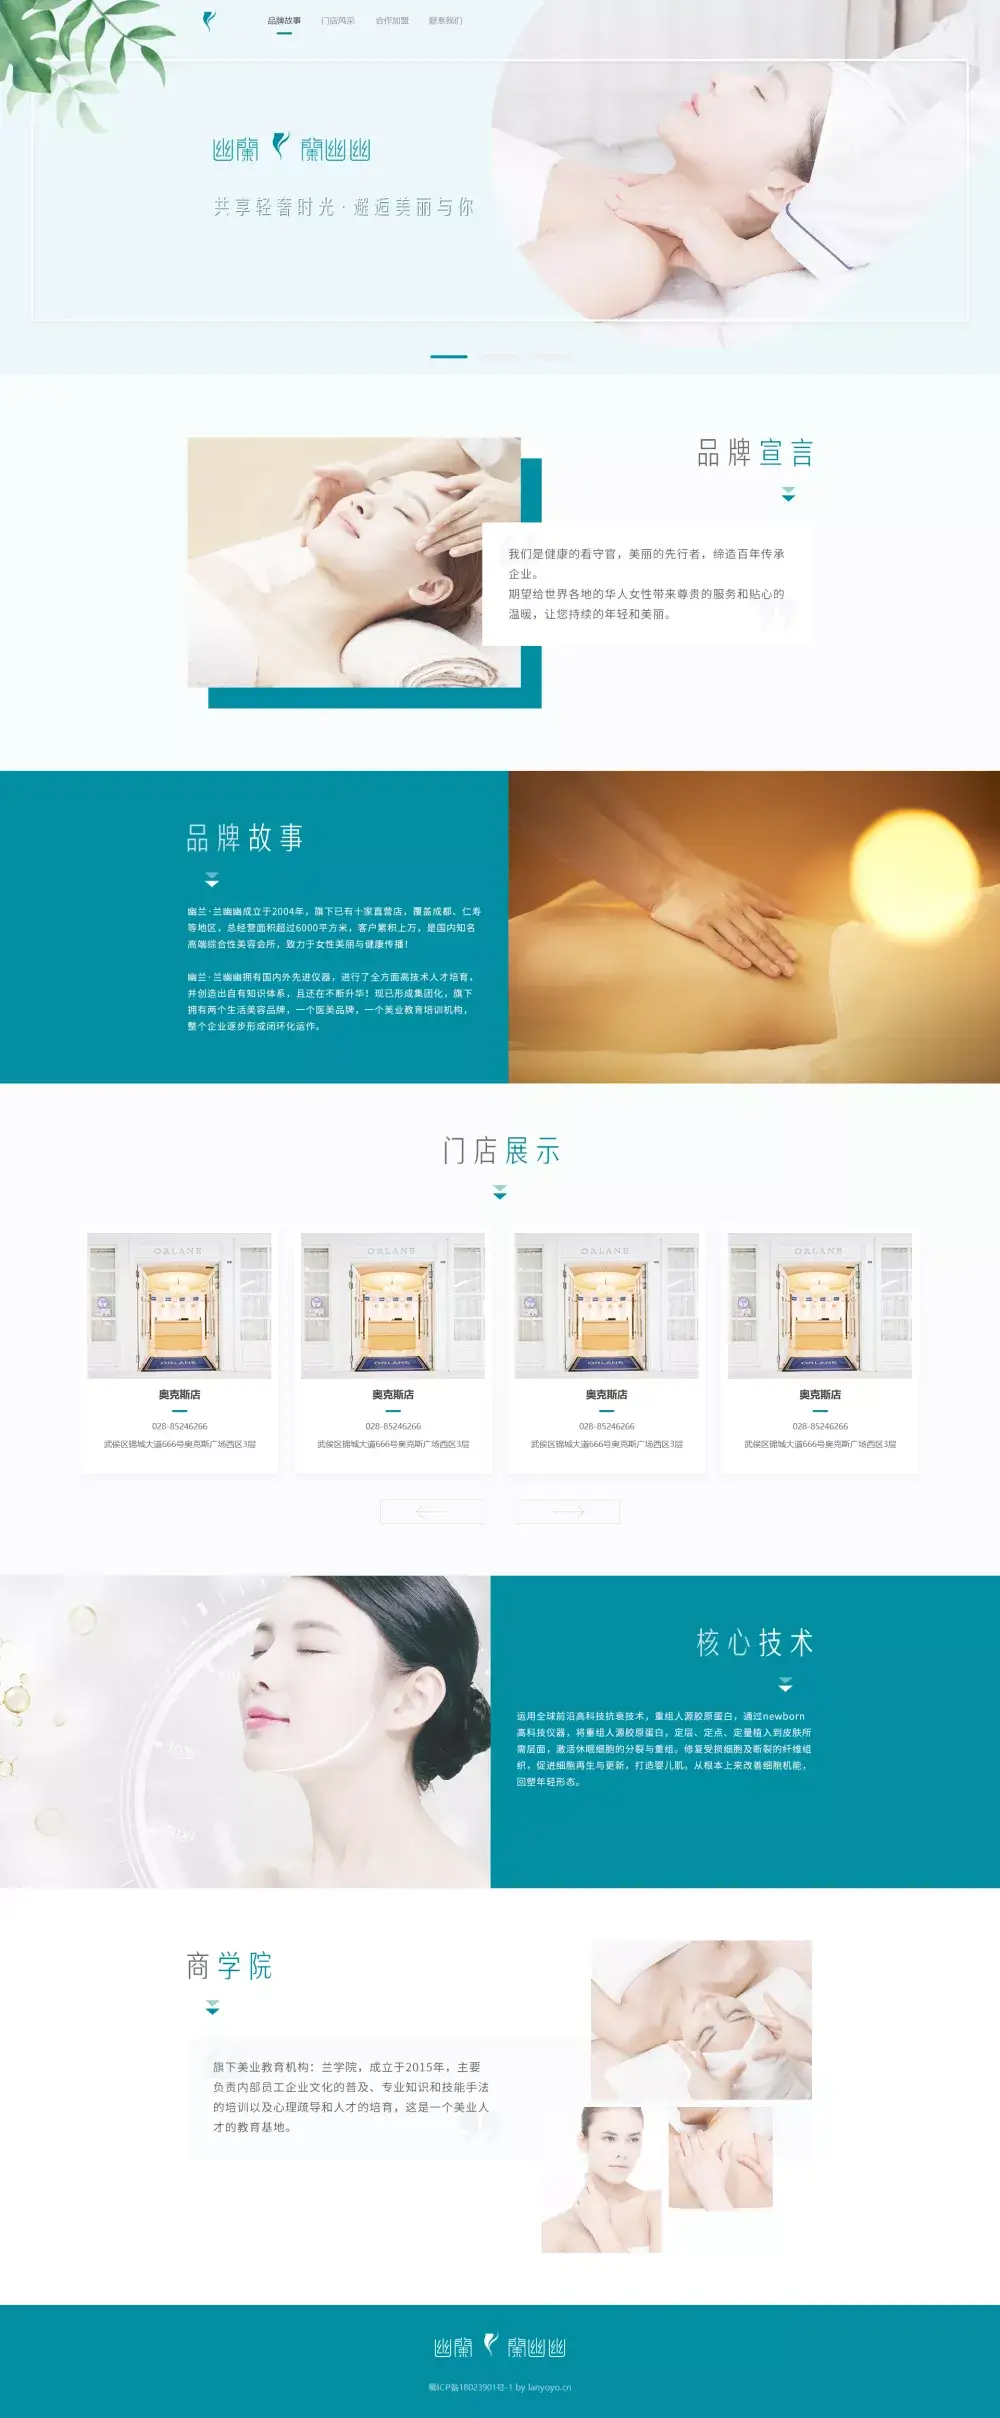 品牌故事 门店风采 合作加盟 联系我们
幽蘭 蘭幽幽
共享轻奢时光·邂逅美丽与你
品牌宣言
我们是健康的看守官，美丽的先行者，缔造百年传承
企业。
期望给世界各地的华人女性带来尊贵的服务和贴心的
温暖，让您持续的年轻和美丽。
品牌故事
幽兰·兰幽幽成立于2004年，旗下已有十家直营店，覆盖成都、仁寿
等地区，总经营面积超过6000平方米，客户累积上万，是国内知名
高端综合性美容会所，致力于女性美丽与健康传播！
幽兰·兰幽幽拥有国内外先进仪器，进行了全方面高技术人才培育，
并创造出自有知识体系，且还在不断升华！现已形成集团化，旗下
拥有两个生活美容品牌，一个医美品牌，一个美业教育培训机构，
整个企业逐步形成闭环化运作。
门店展示
ORLANE ORLANE ORLANE ORLANE
ORLANE ORLANE ORLANE ORLANE
奥克斯店 奥克斯店 奥克斯店 奥克斯店
028-85246266 028-85246266 028-85246266 028-85246266
武侯区锦城大道666号奥克斯广场西区3层 武侯区锦城大道666号奥克斯广场西区3层 武侯区锦城大道666号奥克斯广场西区3层 武侯区锦城大道666号奥克斯广场西区3层
核心技术
运用全球前沿高科技抗衰技术，重组人源胶原蛋白，通过newborn
高科技仪器，将重组人源胶原蛋白，定层、定点、定量植入到皮肤所
需层面，激活休眠细胞的分裂与重组。修复受损细胞及断裂的纤维组
织，促进细胞再生与更新，打造婴儿肌。从根本上来改善细胞机能，
回塑年轻形态。
商学院
旗下美业教育机构：兰学院，成立于2015年，主要
负责内部员工企业文化的普及、专业知识和技能手法
的培训以及心理疏导和人才的培育，这是一个美业人
才的教育基地。
幽蘭 蘭幽幽
蜀ICP备18023901号-1 by lanyoyo.cn